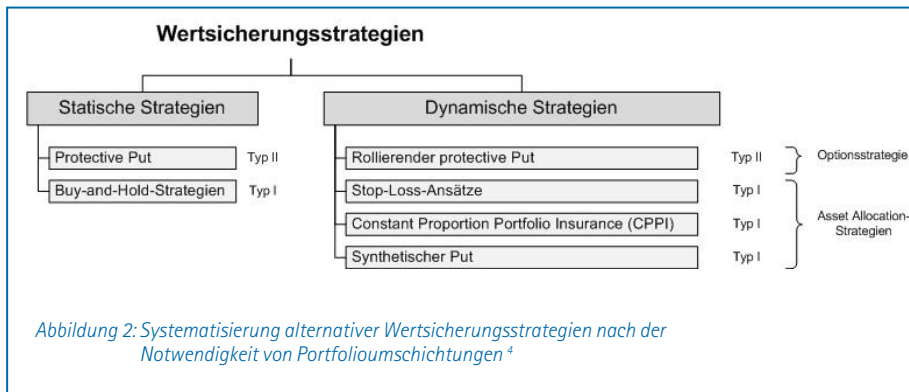 Wertsicherungsstrategien
Statische Strategien
Dynamische Strategien
Protective Put Typ II
Buy-and-Hold-Strategien Typ I
Rollierender protective Put Typ II
Optionsstrategie
Stop-Loss-Ansätze Typ I
Constant Proportion Portfolio Insurance (CPPI) Typ I
Synthetischer Put Typ I
Asset Allocation-
Strategien
Abbildung 2: Systematisierung alternativer Wertsicherungsstrategien nach der
Notwendigkeit von Portfolioumschichtungen 4